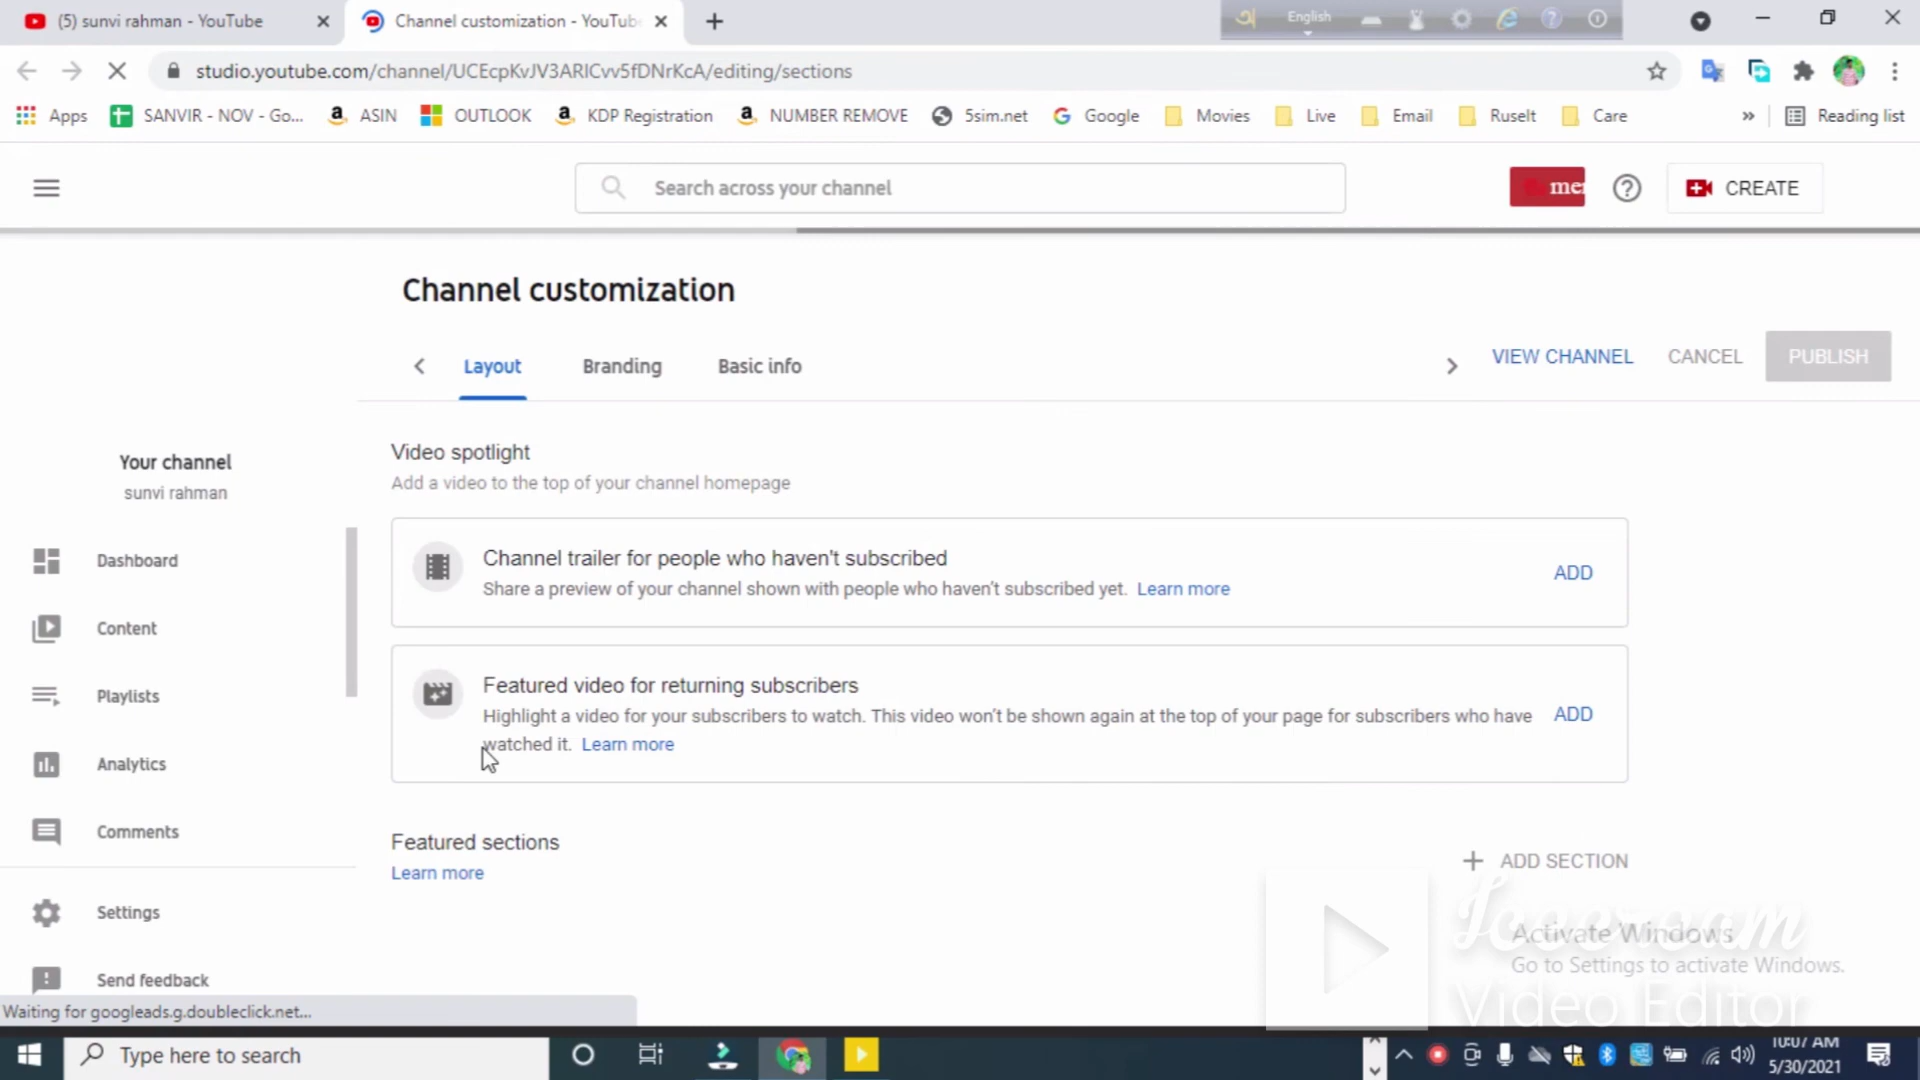 (5) sunvi rahman - YouTube
Channel customization - YouTub
English
studio.youtube.com/channel/UCEcpKvJV3ARlCvv5fDNrKcA/editing/sections
Apps
SANVIR - NOV - Go...
ASIN
OUTLOOK
KDP Registration
NUMBER REMOVE
5sim.net
Google
Movies
Live
Email
Ruselt
Care
»
Reading list
Search across your channel
mer
CREATE
Channel customization
Layout
Branding
Basic info
VIEW CHANNEL
CANCEL
PUBLISH
Your channel
sunvi rahman
Dashboard
Content
Playlists
Analytics
Comments
Settings
Send feedback
Video spotlight
Add a video to the top of your channel homepage
Channel trailer for people who haven't subscribed
Share a preview of your channel shown with people who haven't subscribed yet. Learn more
ADD
Featured video for returning subscribers
Highlight a video for your subscribers to watch. This video won't be shown again at the top of your page for subscribers who have
watched it. Learn more
ADD
Featured sections
Learn more
ADD SECTION
Icecream
Activate Windows
Go to Settings to activate Windows.
Video Editor
Waiting for googleads.g.doubleclick.net...
Type here to search
10:07 AM
5/30/2021